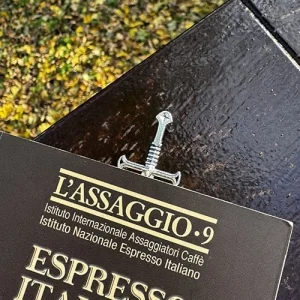 L'ASSAGGIO·9
Istituto Internazionale Assaggiatori Caffè
Istituto Nazionale Espresso Italiano
ESPRESSO